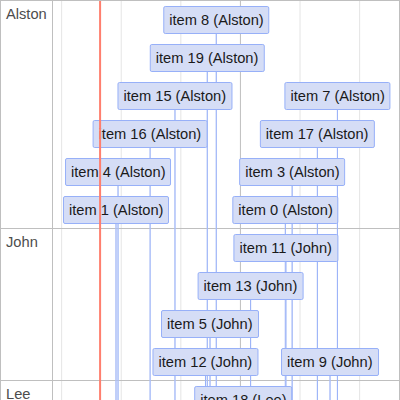 Alston
item 8 (Alston)
item 19 (Alston)
item 15 (Alston)
item 7 (Alston)
item 16 (Alston)
item 17 (Alston)
item 4 (Alston)
item 3 (Alston)
item 1 (Alston)
item 0 (Alston)
John
item 11 (John)
item 13 (John)
item 5 (John)
item 12 (John)
item 9 (John)
Lee
item 18 (Lee)